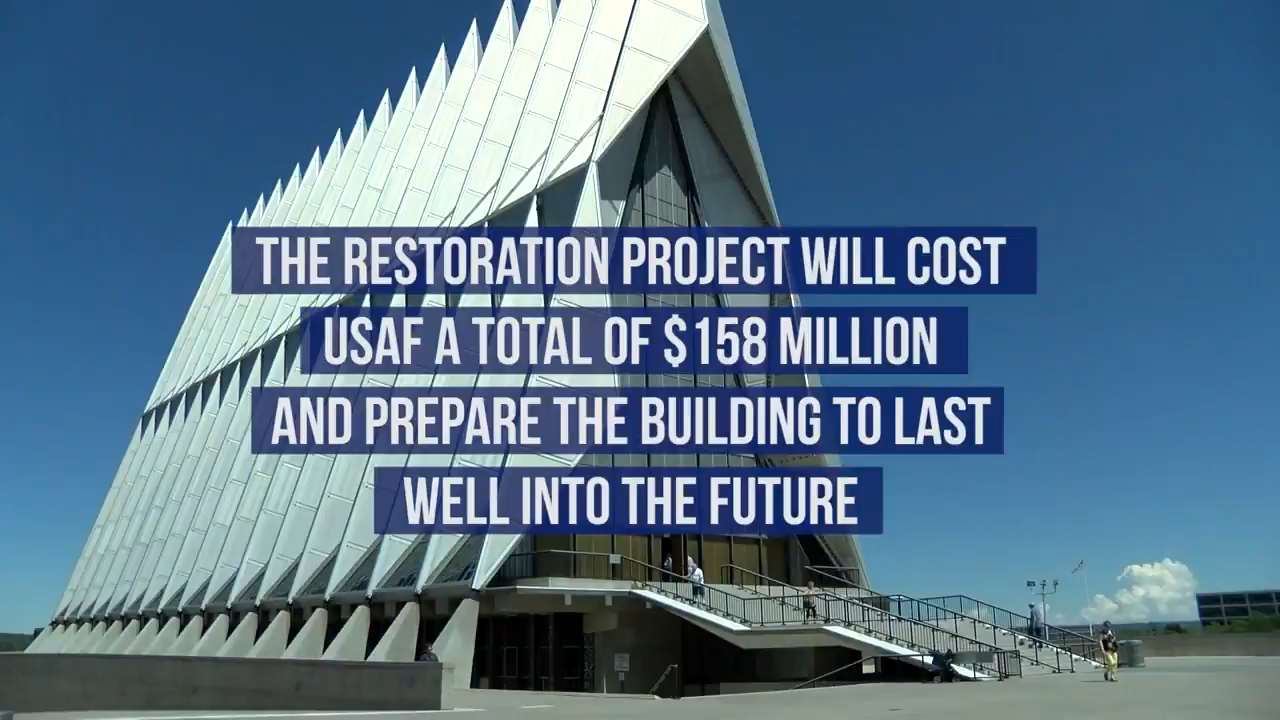 THE RESTORATION PROJECT WILL COST
USAF A TOTAL OF $158 MILLION
AND PREPARE THE BUILDING TO LAST
WELL INTO THE FUTURE